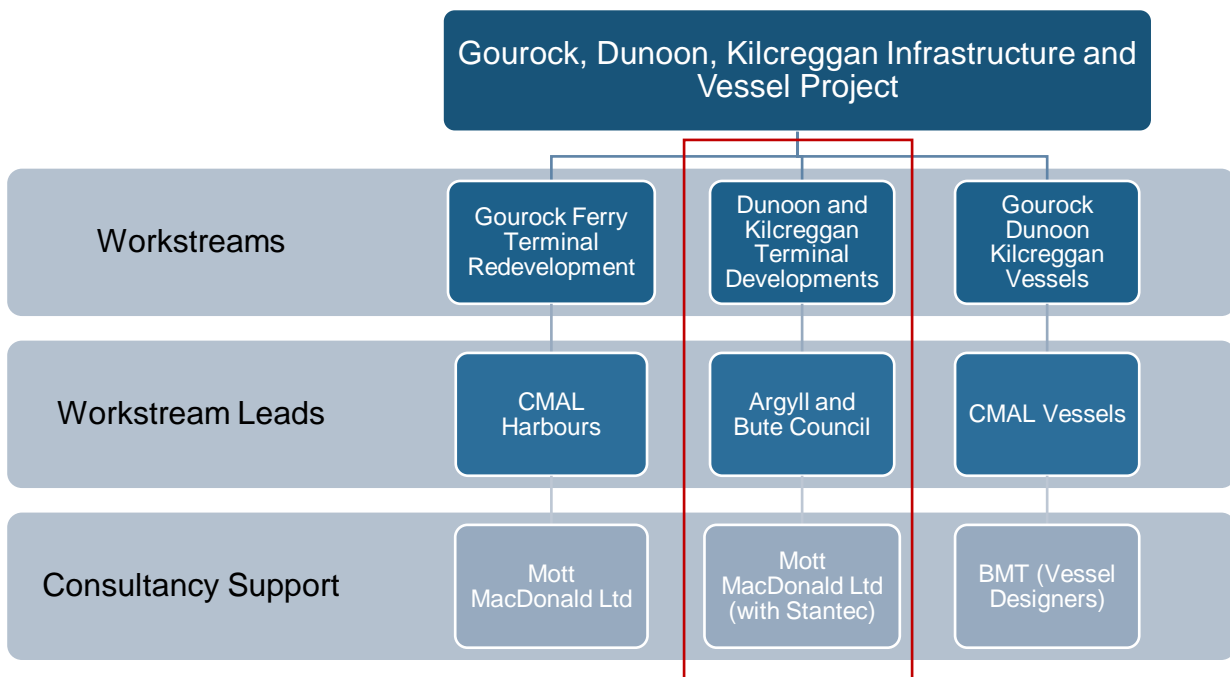 Gourock, Dunoon, Kilcreggan Infrastructure and
Vessel Project
Workstreams
Gourock Ferry
Terminal
Redevelopment
Dunoon and
Kilcreggan
Terminal
Developments
Gourock
Dunoon
Kilcreggan
Vessels
Workstream Leads
CMAL
Harbours
Argyll and
Bute Council
CMAL Vessels
Consultancy Support
Mott
MacDonald Ltd
Mott
MacDonald Ltd
(with Stantec)
BMT (Vessel
Designers)